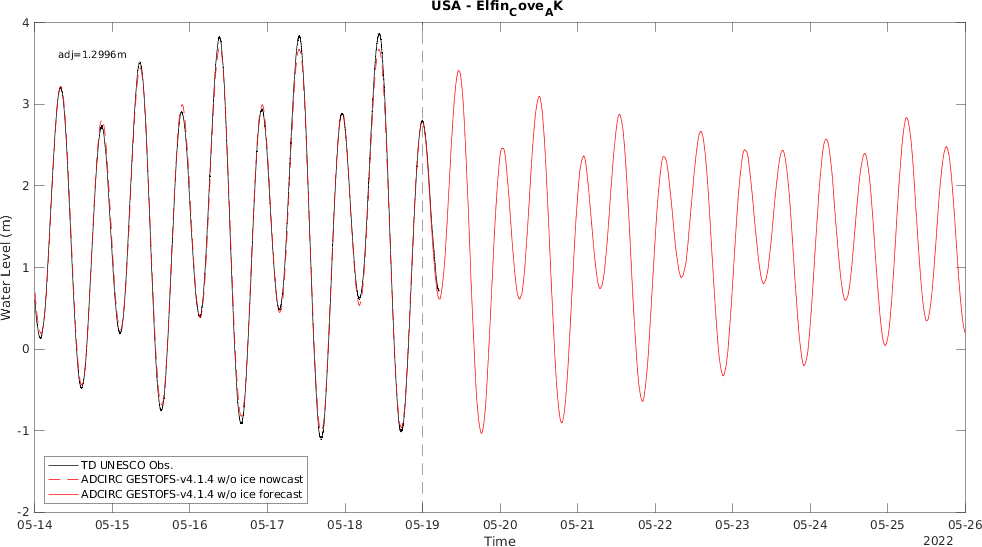 USA - Elfin_Cove_AK
adj=1.2996m
4
3
2
1
0
-1
-2
Water Level (m)
TD UNESCO Obs.
ADCIRC GESTOFS-v4.1.4 w/o ice nowcast
ADCIRC GESTOFS-v4.1.4 w/o ice forecast
05-14 05-15 05-16 05-17 05-18 05-19 05-20 05-21 05-22 05-23 05-24 05-25 05-26
Time
2022